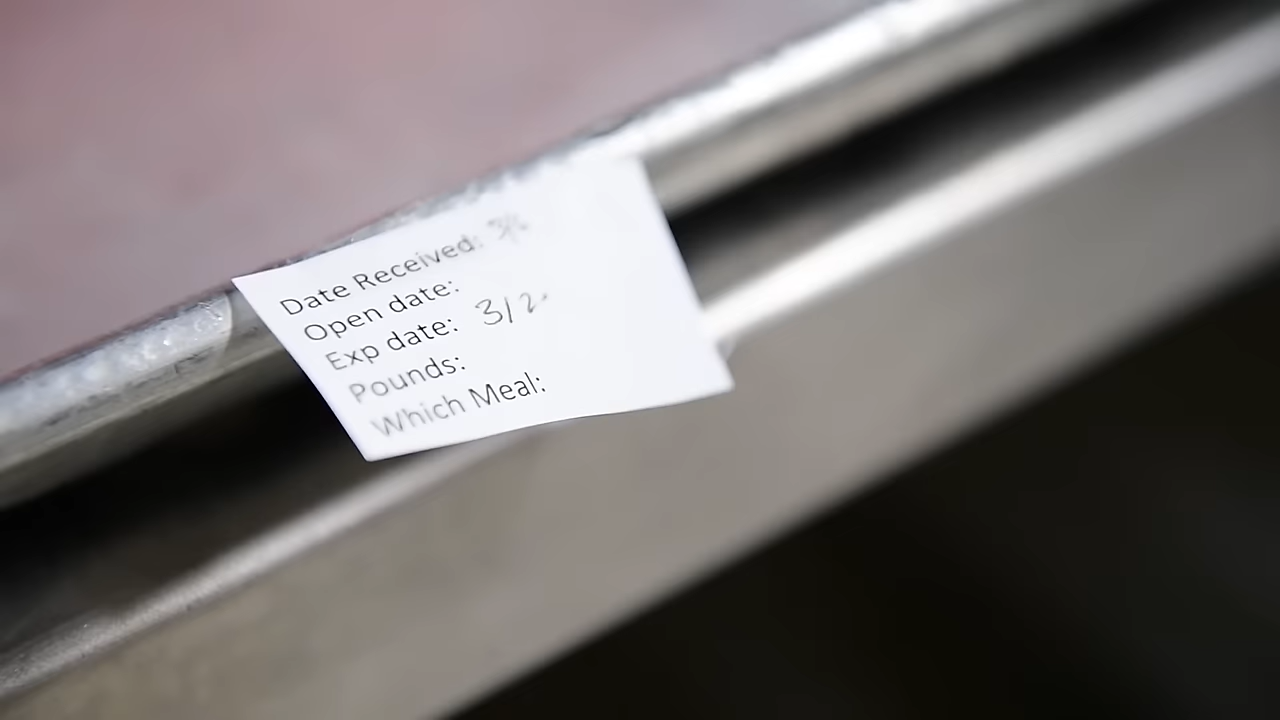 Date Received:
Open date:
Exp date: 3/2
Pounds:
Which Meal: